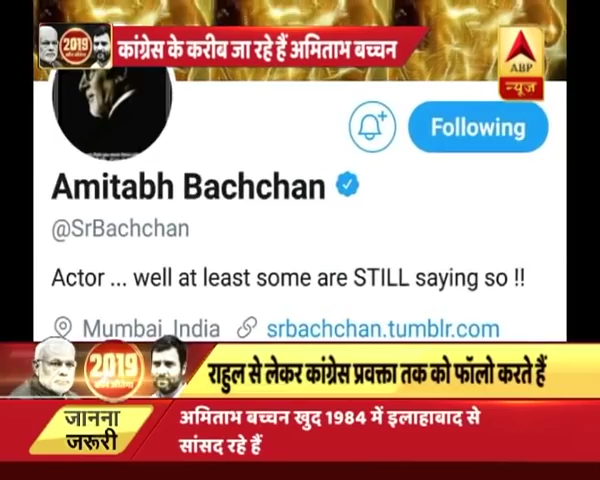 2019
कांग्रेस के करीब जा रहे हैं अमिताभ बच्चन
ABP
न्यूज़
Following
Amitabh Bachchan
@SrBachchan
Actor ... well at least some are STILL saying so !!
Mumbai, India srbachchan.tumblr.com
2019
कौन जीतेगा
राहुल से लेकर कांग्रेस प्रवक्ता तक को फॉलो करते हैं
जानना
जरूरी
अमिताभ बच्चन खुद 1984 में इलाहाबाद से
सांसद रहे हैं